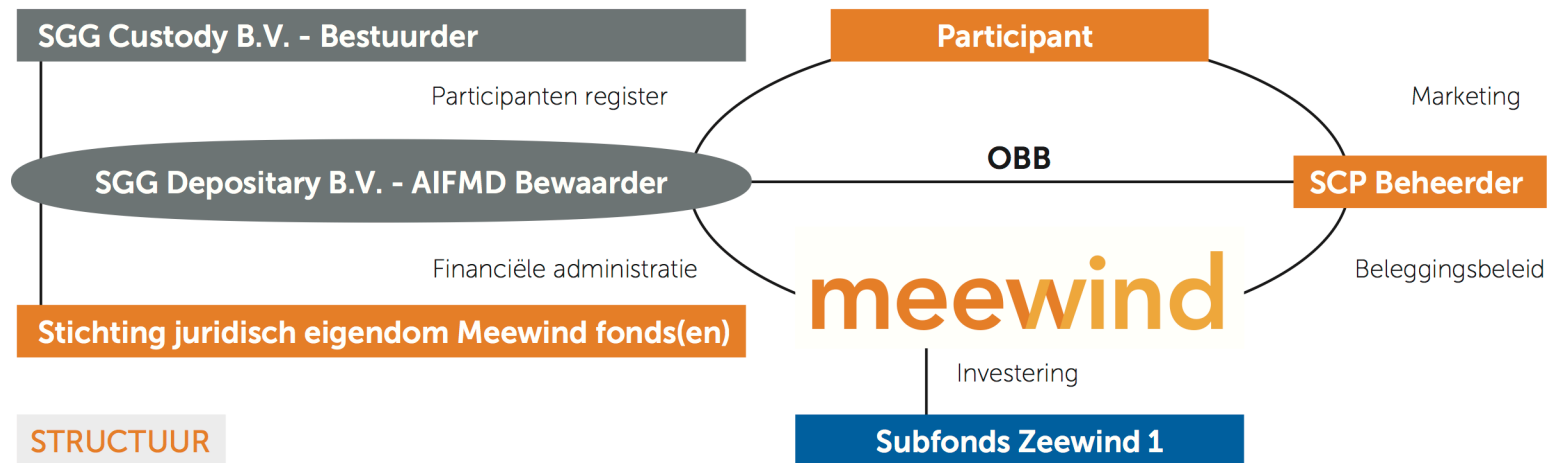 SGG Custody B.V. - Bestuurder
Participant
Participanten register
Marketing
OBB
SGG Depositary B.V. - AIFMD Bewaarder
SCP Beheerder
Financiële administratie
meewind
Beleggingsbeleid
Stichting juridisch eigendom Meewind fonds(en)
Investering
STRUCTUUR
Subfonds Zeewind 1